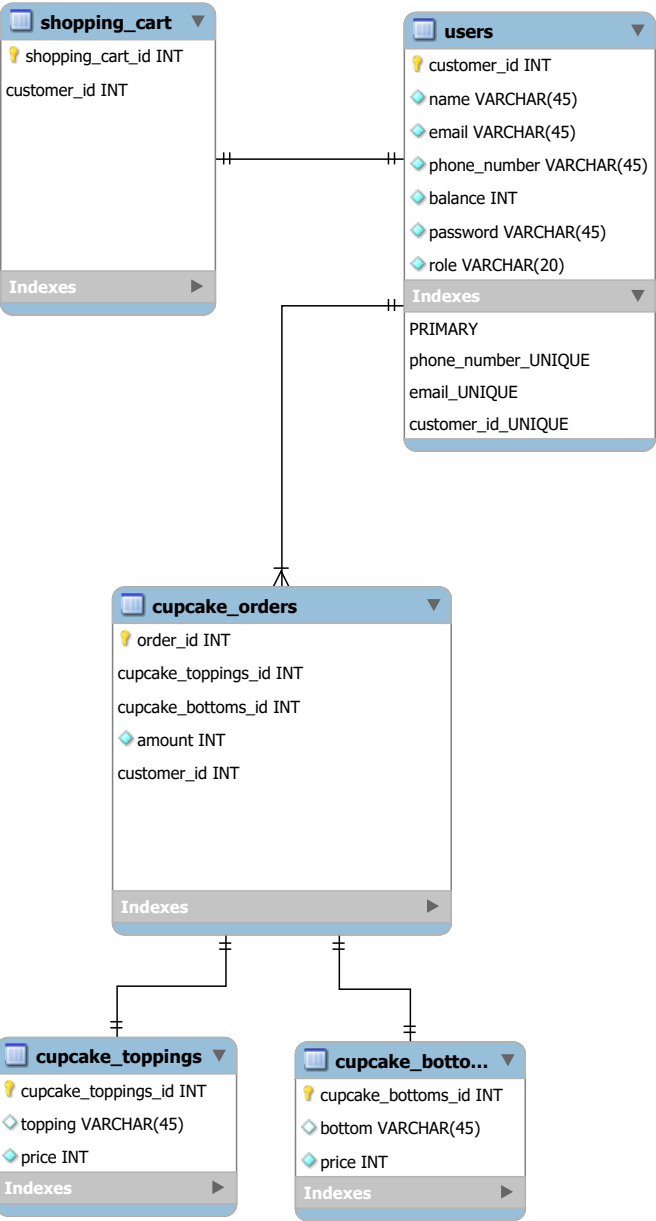 shopping_cart
shopping_cart_id INT
customer_id INT
Indexes
users
customer_id INT
name VARCHAR(45)
email VARCHAR(45)
phone_number VARCHAR(45)
balance INT
password VARCHAR(45)
role VARCHAR(20)
Indexes
PRIMARY
phone_number_UNIQUE
email_UNIQUE
customer_id_UNIQUE
cupcake_orders
order_id INT
cupcake_toppings_id INT
cupcake_bottoms_id INT
amount INT
customer_id INT
Indexes
cupcake_toppings
cupcake_toppings_id INT
topping VARCHAR(45)
price INT
Indexes
cupcake_botto...
cupcake_bottoms_id INT
bottom VARCHAR(45)
price INT
Indexes